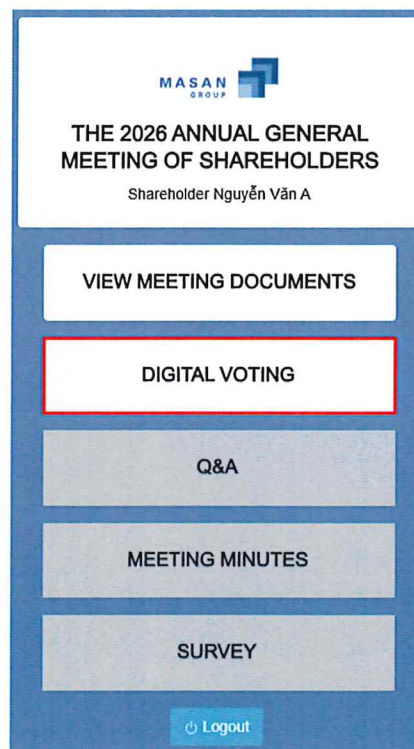 MASAN
GROUP
THE 2026 ANNUAL GENERAL
MEETING OF SHAREHOLDERS
Shareholder Nguyễn Văn A
VIEW MEETING DOCUMENTS
DIGITAL VOTING
Q&A
MEETING MINUTES
SURVEY
Logout